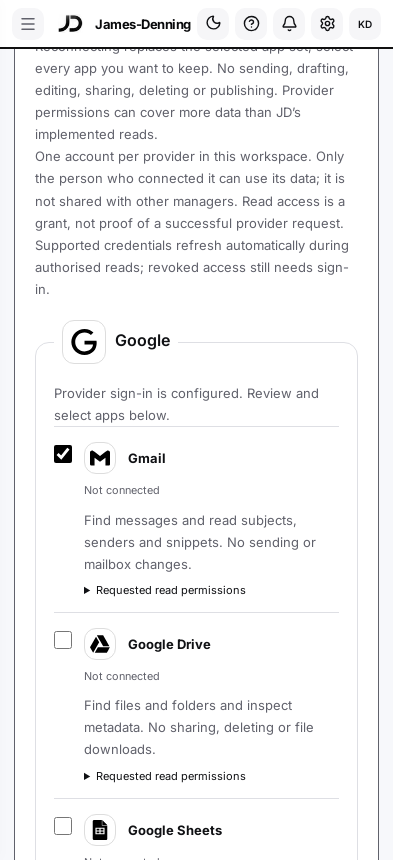 JD James-Denning KD
Reconnecting replaces the selected app set; select
every app you want to keep. No sending, drafting,
editing, sharing, deleting or publishing. Provider
permissions can cover more data than JD’s
implemented reads.
One account per provider in this workspace. Only
the person who connected it can use its data; it is
not shared with other managers. Read access is a
grant, not proof of a successful provider request.
Supported credentials refresh automatically during
authorised reads; revoked access still needs sign-
in.
Google
Provider sign-in is configured. Review and
select apps below.
Gmail
Not connected
Find messages and read subjects,
senders and snippets. No sending or
mailbox changes.
Requested read permissions
Google Drive
Not connected
Find files and folders and inspect
metadata. No sharing, deleting or file
downloads.
Requested read permissions
Google Sheets